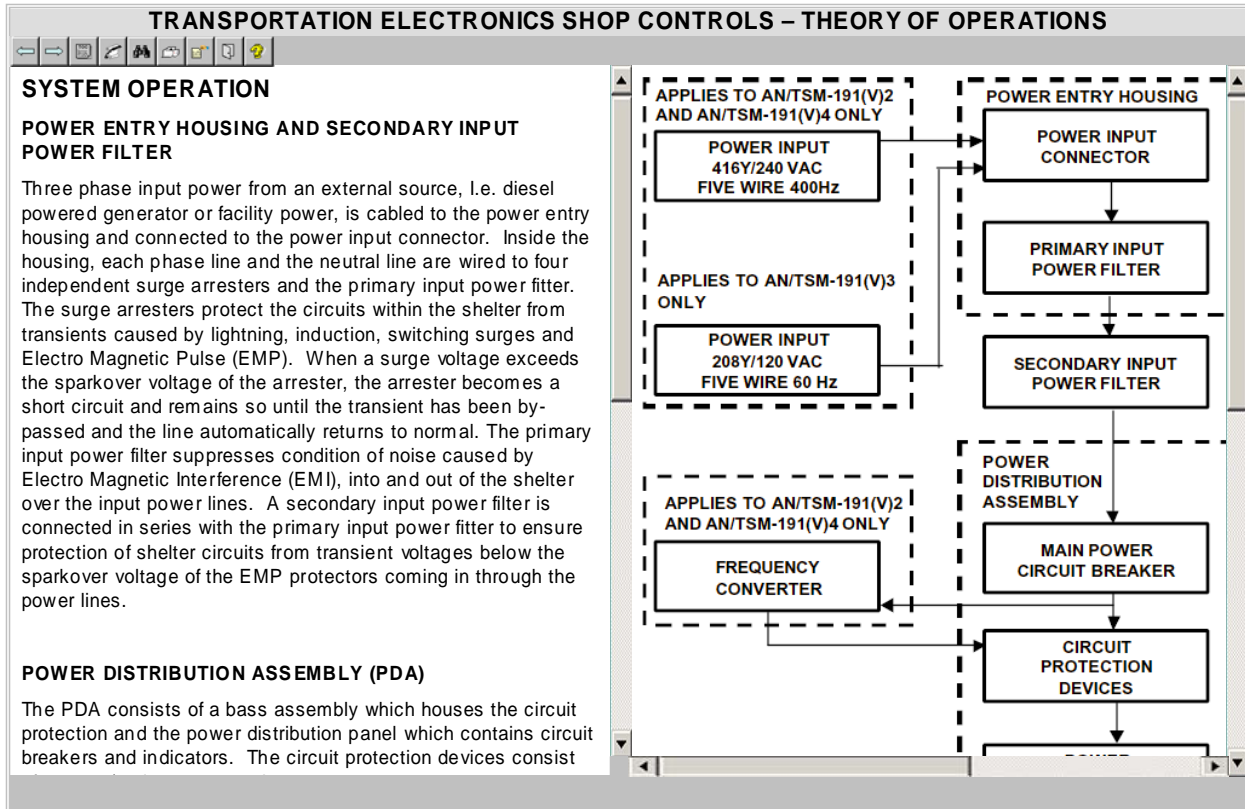 TRANSPORTATION ELECTRONICS SHOP CONTROLS – THEORY OF OPERATIONS
SYSTEM OPERATION
POWER ENTRY HOUSING AND SECONDARY INPUT
POWER FILTER
Three phase input power from an external source, I.e. diesel
powered generator or facility power, is cabled to the power entry
housing and connected to the power input connector. Inside the
housing, each phase line and the neutral line are wired to four
independent surge arresters and the primary input power fitter.
The surge arresters protect the circuits within the shelter from
transients caused by lightning, induction, switching surges and
Electro Magnetic Pulse (EMP). When a surge voltage exceeds
the sparkover voltage of the arrester, the arrester becomes a
short circuit and remains so until the transient has been by-
passed and the line automatically returns to normal. The primary
input power filter suppresses condition of noise caused by
Electro Magnetic Interference (EMI), into and out of the shelter
over the input power lines. A secondary input power filter is
connected in series with the primary input power fitter to ensure
protection of shelter circuits from transient voltages below the
sparkover voltage of the EMP protectors coming in through the
power lines.
POWER DISTRIBUTION ASSEMBLY (PDA)
The PDA consists of a bass assembly which houses the circuit
protection and the power distribution panel which contains circuit
breakers and indicators. The circuit protection devices consist
APPLIES TO AN/TSM-191(V)2
AND AN/TSM-191(V)4 ONLY
POWER INPUT
416Y/240 VAC
FIVE WIRE 400Hz
APPLIES TO AN/TSM-191(V)3
ONLY
POWER INPUT
208Y/120 VAC
FIVE WIRE 60 Hz
APPLIES TO AN/TSM-191(V)2
AND AN/TSM-191(V)4 ONLY
FREQUENCY
CONVERTER
POWER ENTRY HOUSING
POWER INPUT
CONNECTOR
PRIMARY INPUT
POWER FILTER
SECONDARY INPUT
POWER FILTER
POWER
DISTRIBUTION
ASSEMBLY
MAIN POWER
CIRCUIT BREAKER
CIRCUIT
PROTECTION
DEVICES
POWER